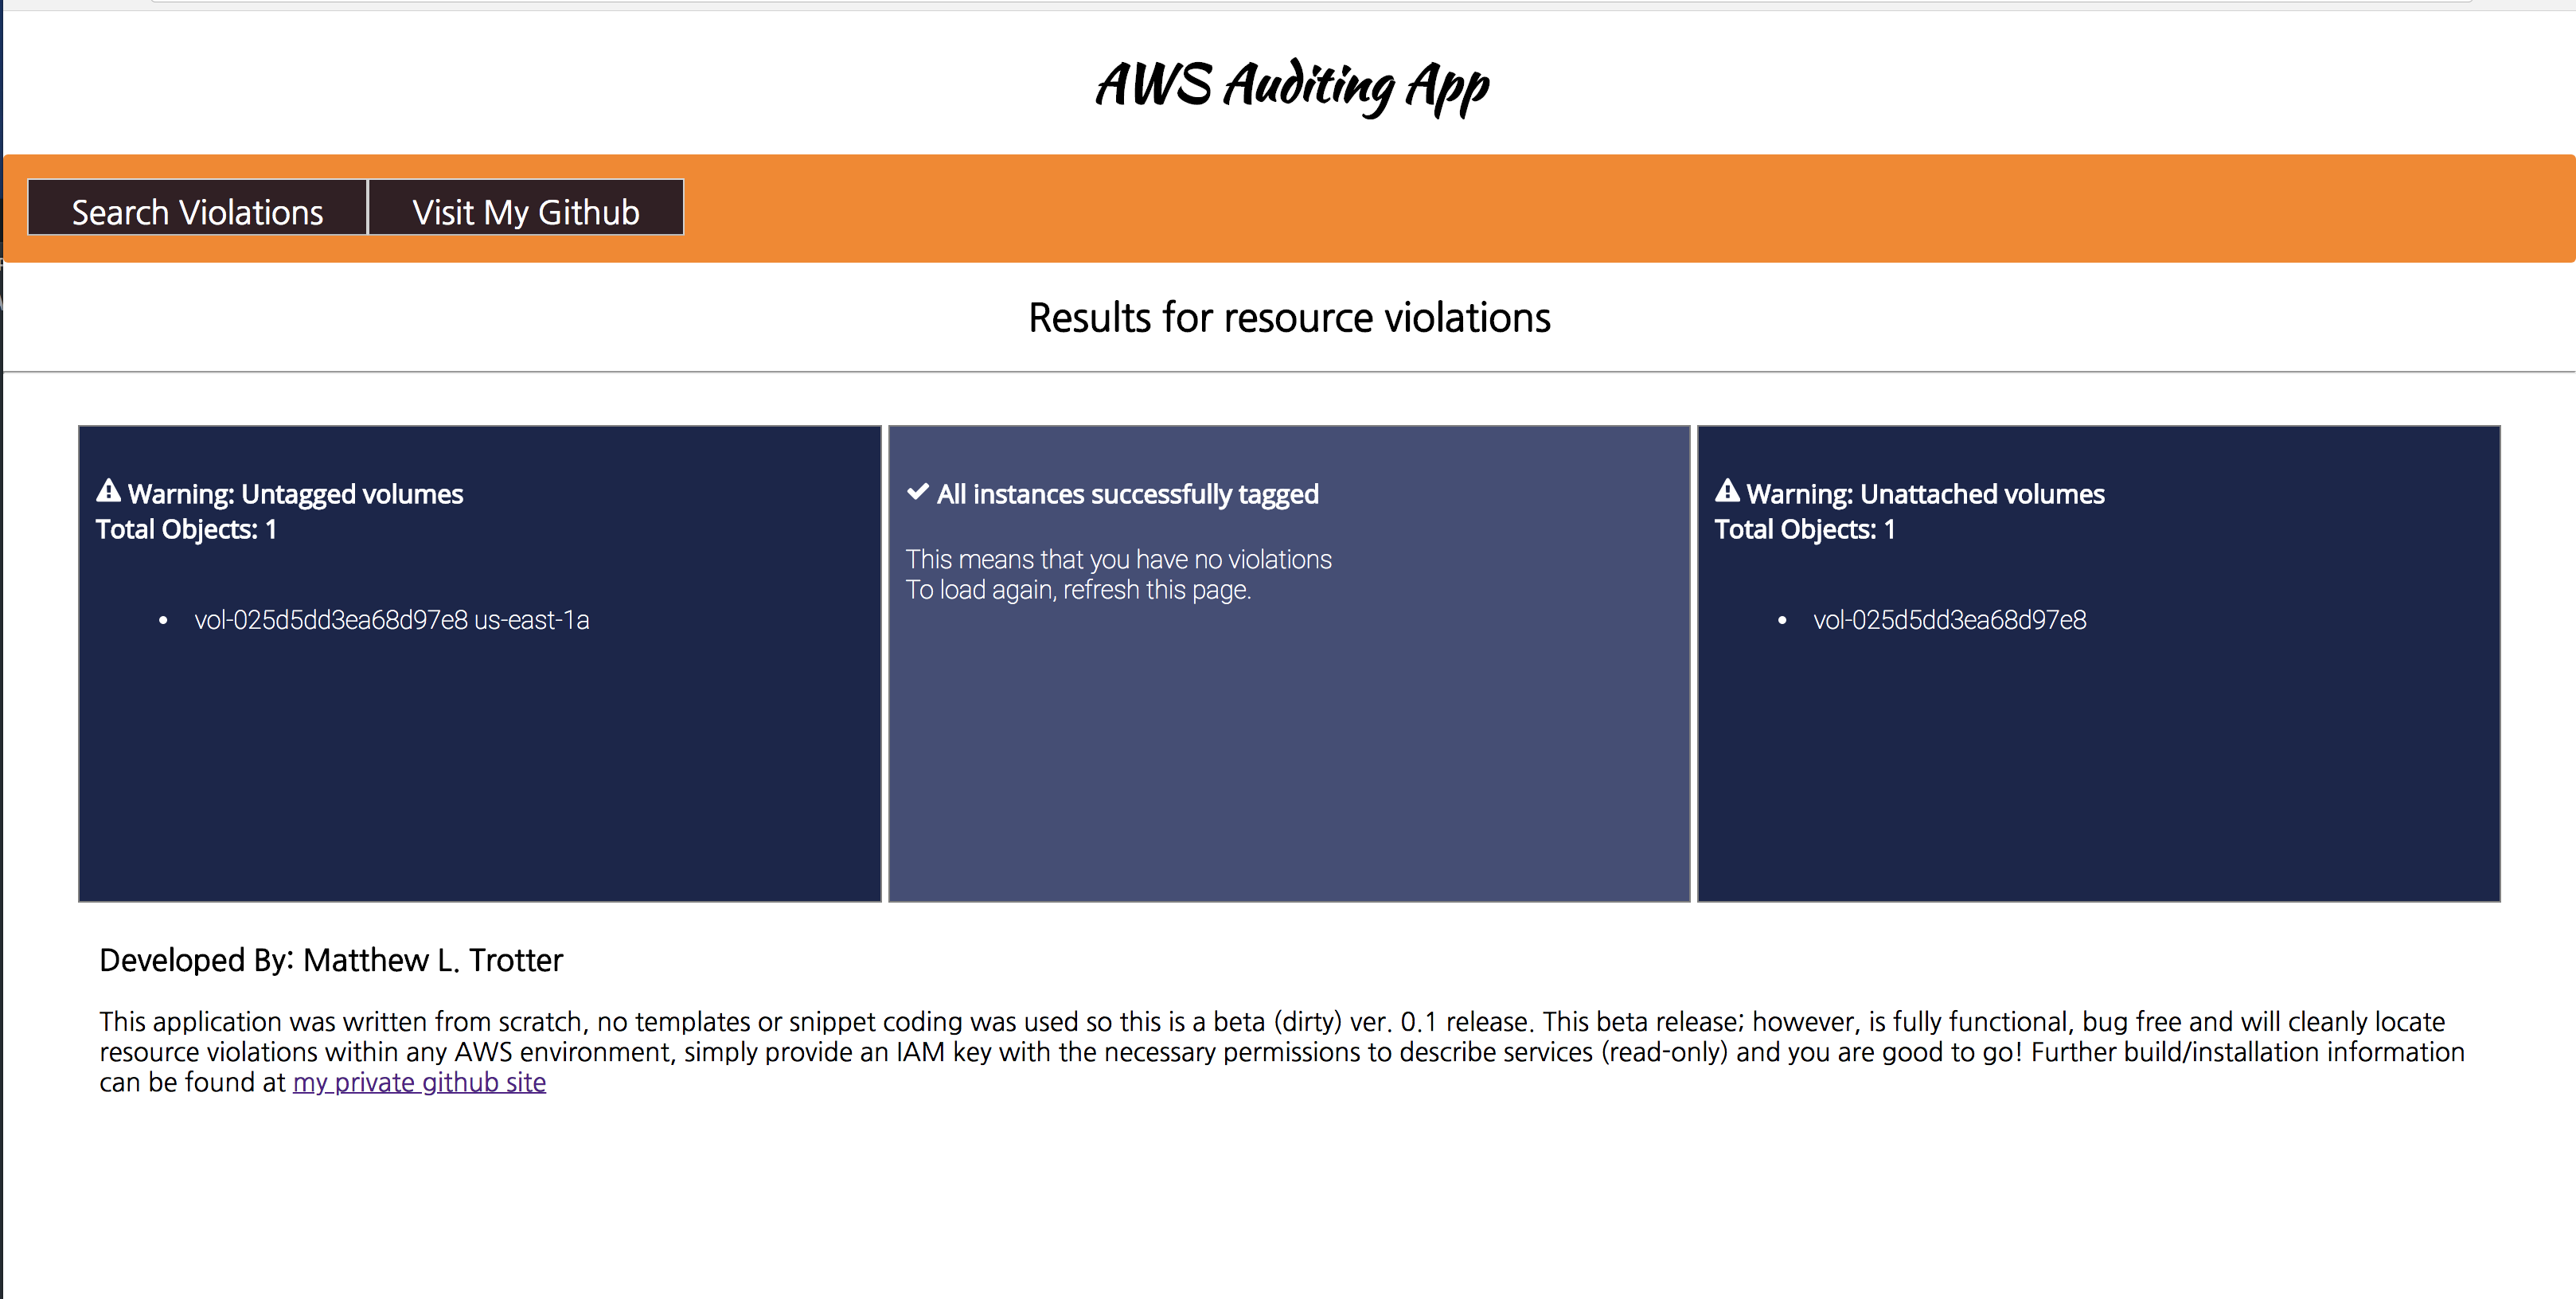 AWS Auditing App
Search Violations
Visit My Github
Results for resource violations
Warning: Untagged volumes
Total Objects: 1
• vol-025d5dd3ea68d97e8 us-east-1a
All instances successfully tagged
This means that you have no violations
To load again, refresh this page.
Warning: Unattached volumes
Total Objects: 1
• vol-025d5dd3ea68d97e8
Developed By: Matthew L. Trotter
This application was written from scratch, no templates or snippet coding was used so this is a beta (dirty) ver. 0.1 release. This beta release; however, is fully functional, bug free and will cleanly locate
resource violations within any AWS environment, simply provide an IAM key with the necessary permissions to describe services (read-only) and you are good to go! Further build/installation information
can be found at my private github site